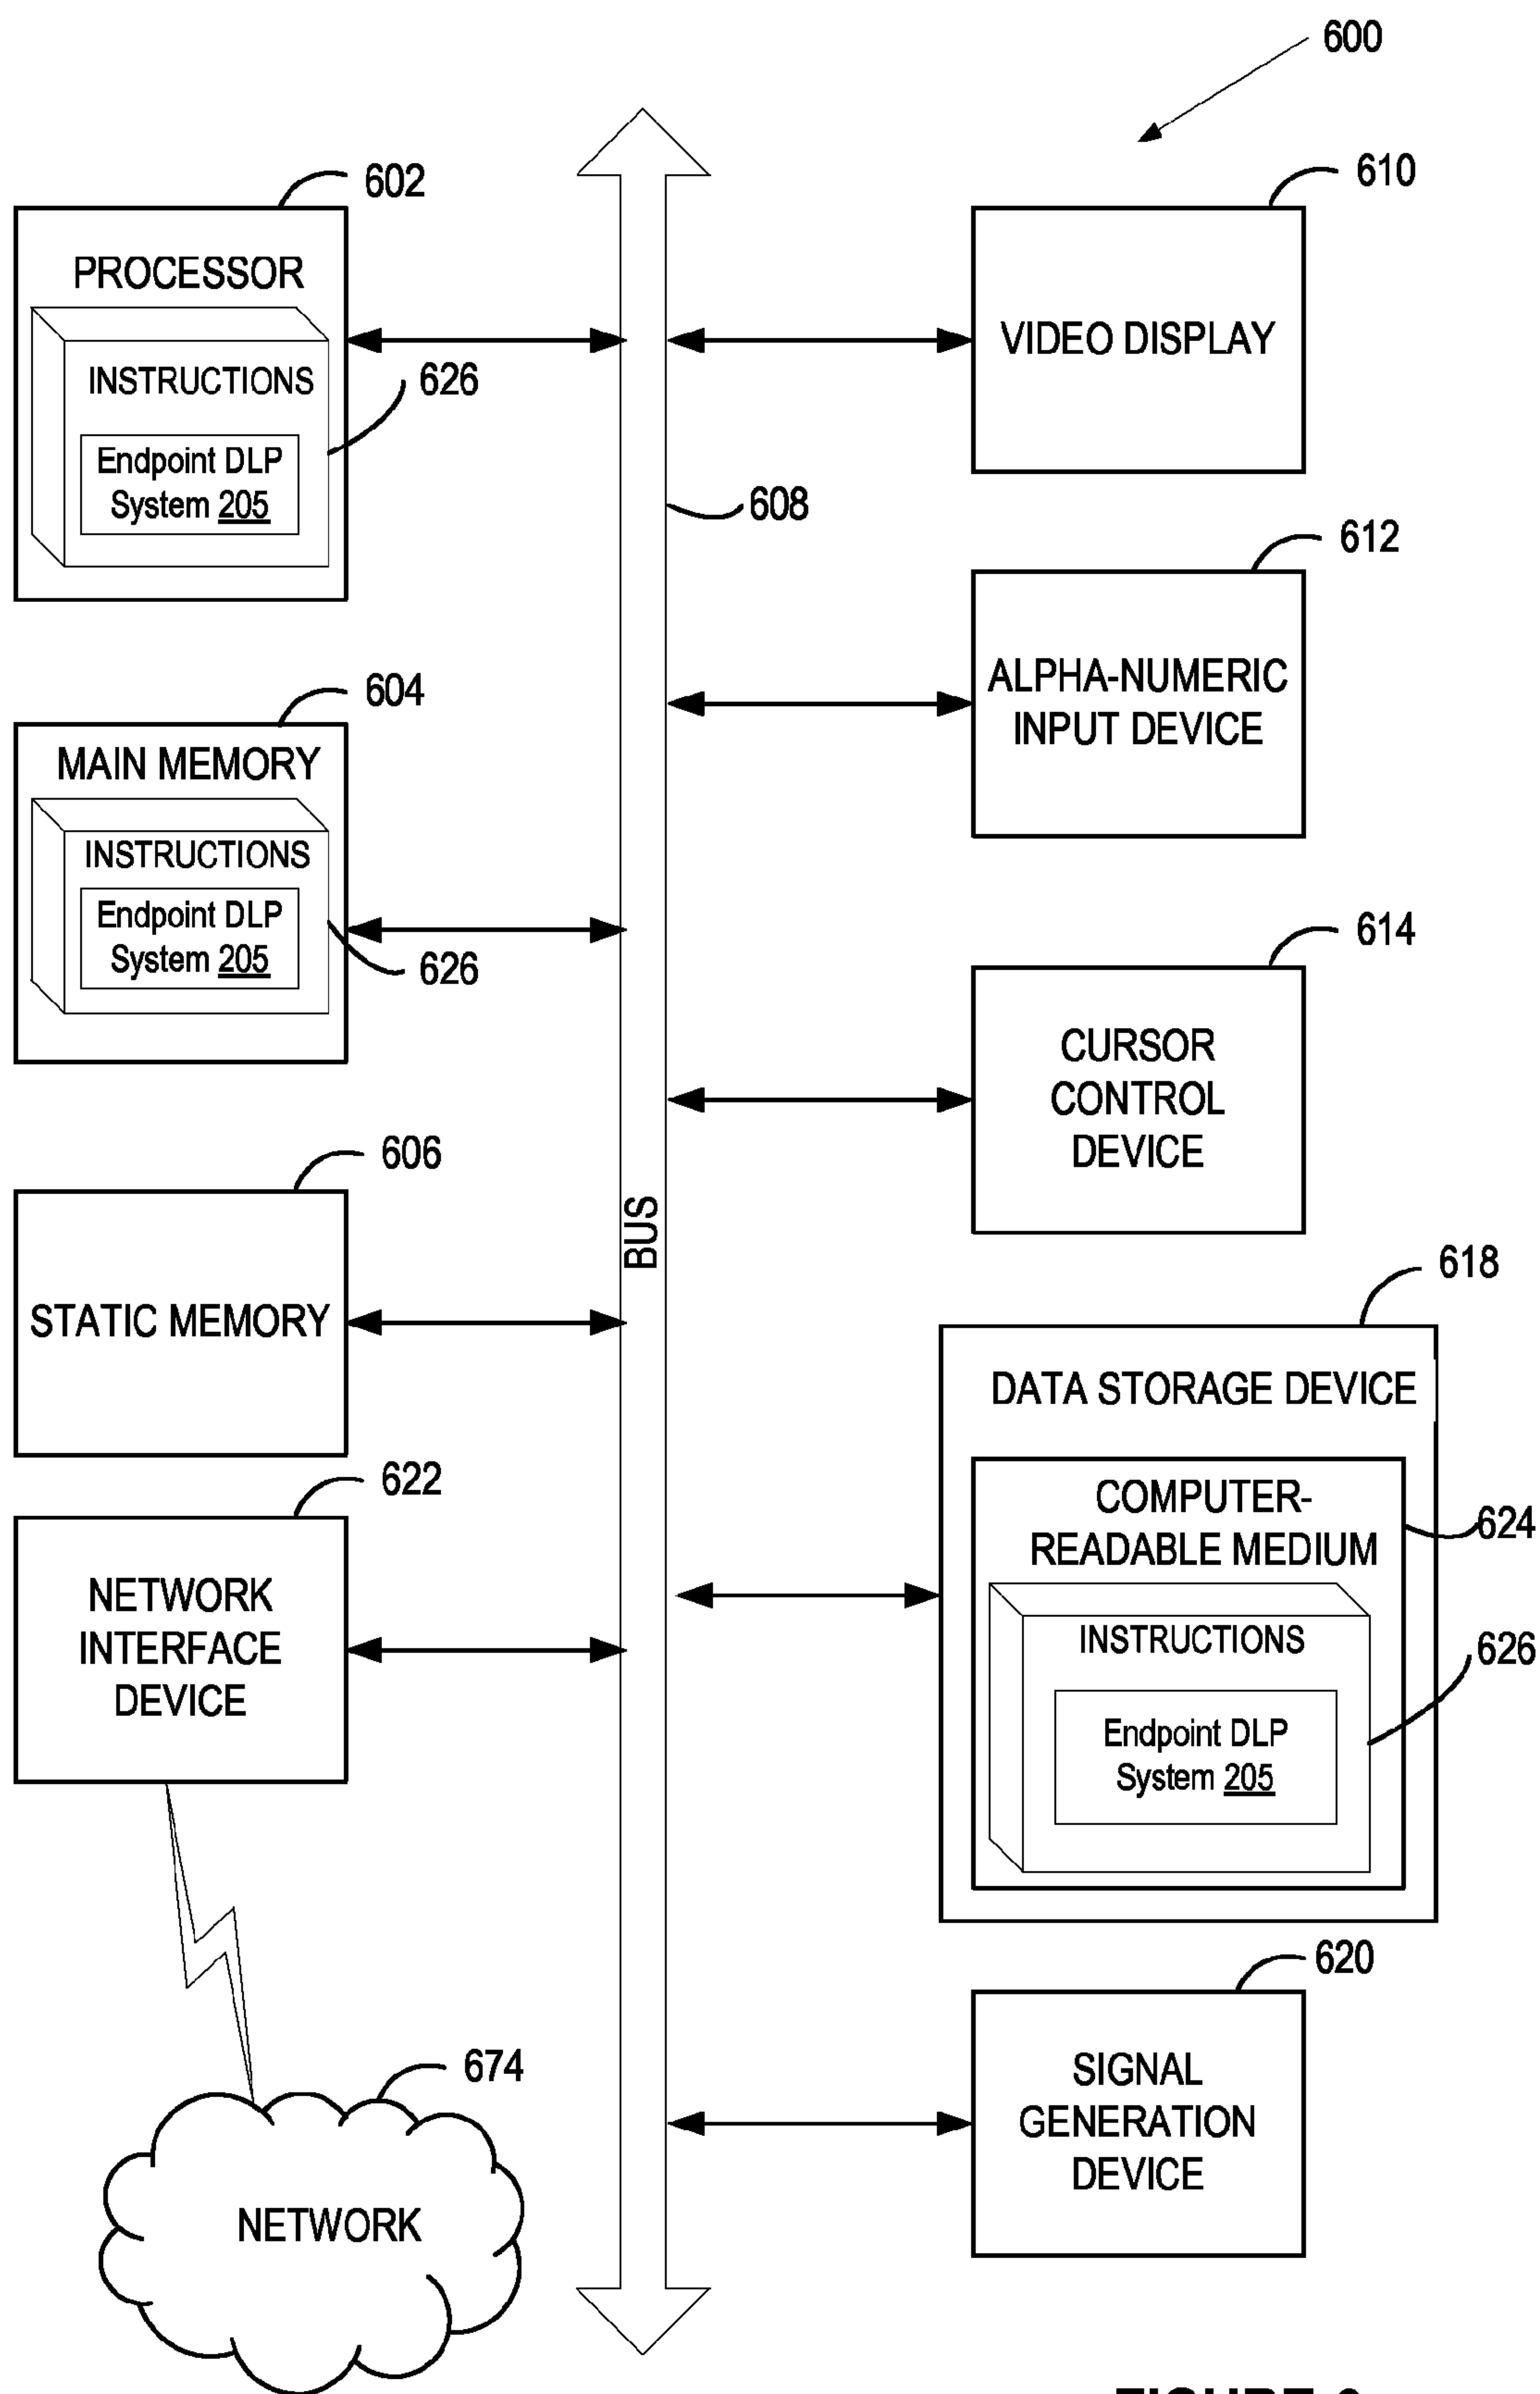 600
602
PROCESSOR
INSTRUCTIONS
Endpoint DLP
System 205
626
610
VIDEO DISPLAY
608
612
ALPHA-NUMERIC
INPUT DEVICE
604
MAIN MEMORY
INSTRUCTIONS
Endpoint DLP
System 205
626
614
CURSOR
CONTROL
DEVICE
606
STATIC MEMORY
BUS
618
DATA STORAGE DEVICE
COMPUTER-
READABLE MEDIUM
624
INSTRUCTIONS
Endpoint DLP
System 205
626
622
NETWORK
INTERFACE
DEVICE
620
SIGNAL
GENERATION
DEVICE
674
NETWORK